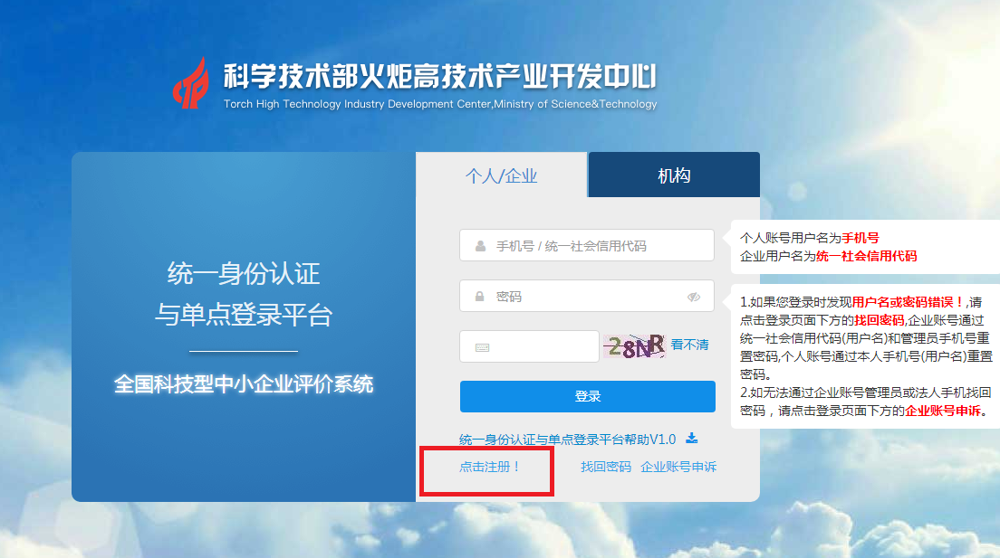 科学技术部火炬高技术产业开发中心
Torch High Technology Industry Development Center,Ministry of Science&Technology
统一身份认证
与单点登录平台
全国科技型中小企业评价系统
个人/企业
机构
手机号 / 统一社会信用代码
密码
28NR
看不清
登录
统一身份认证与单点登录平台帮助V1.0
点击注册！
找回密码
企业账号申诉
个人账号用户名为手机号
企业用户名为统一社会信用代码
1.如果您登录时发现用户名或密码错误！,请
点击登录页面下方的找回密码,企业账号通过
统一社会信用代码(用户名)和管理员手机号重
置密码,个人账号通过本人手机号(用户名)重置
密码。
2.如无法通过企业账号管理员或法人手机找回
密码，请点击登录页面下方的企业账号申诉。